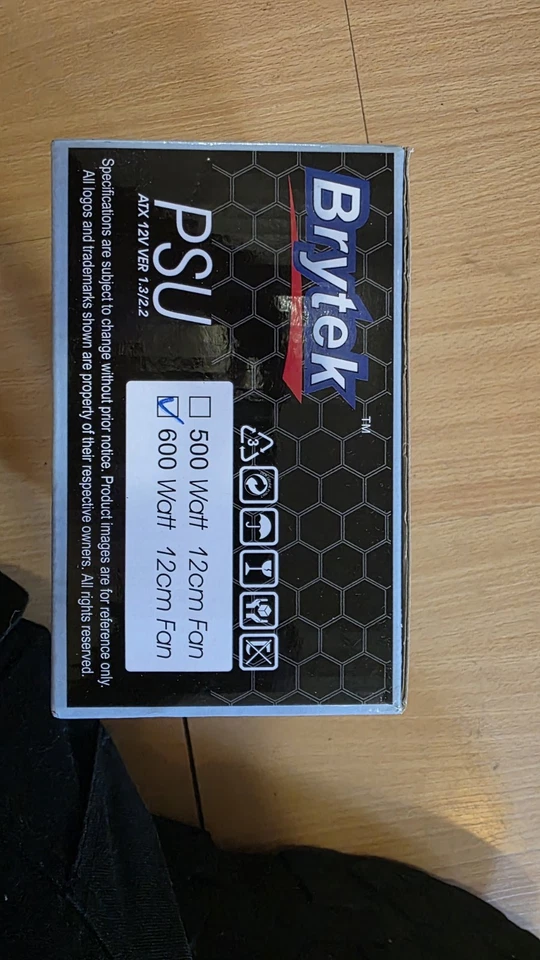 Brytek™
3
PSU
ATX 12V VER 1.3/2.2
500 Watt 12cm Fan
600 Watt 12cm Fan
Specifications are subject to change without prior notice. Product images are for reference only.
All logos and trademarks shown are property of their respective owners. All rights reserved.